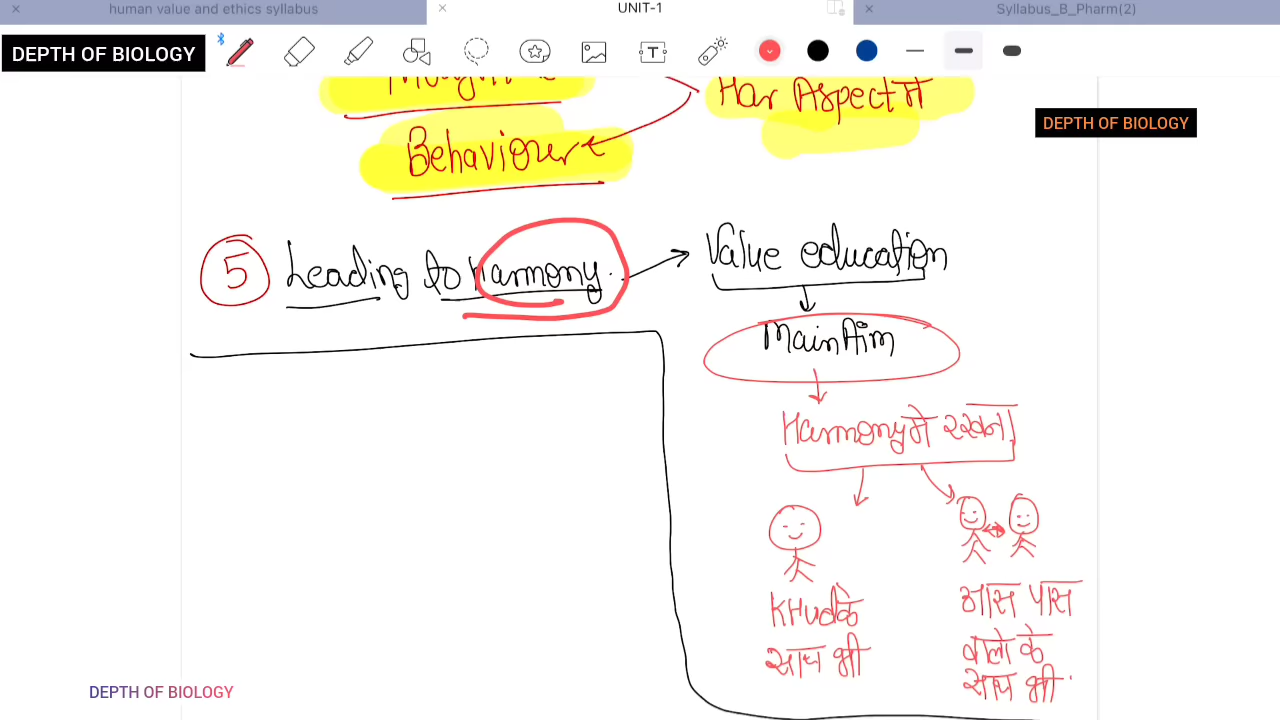 human value and ethics syllabus
UNIT-1
Syllabus_B_Pharm(2)
DEPTH OF BIOLOGY
Har Aspect में
DEPTH OF BIOLOGY
Behaviour
5 Leading to Harmony
Value education
Main Aim
Harmony मे रखना
Khud के
साथ भी
आस पास
वालो के
साथ भी
DEPTH OF BIOLOGY